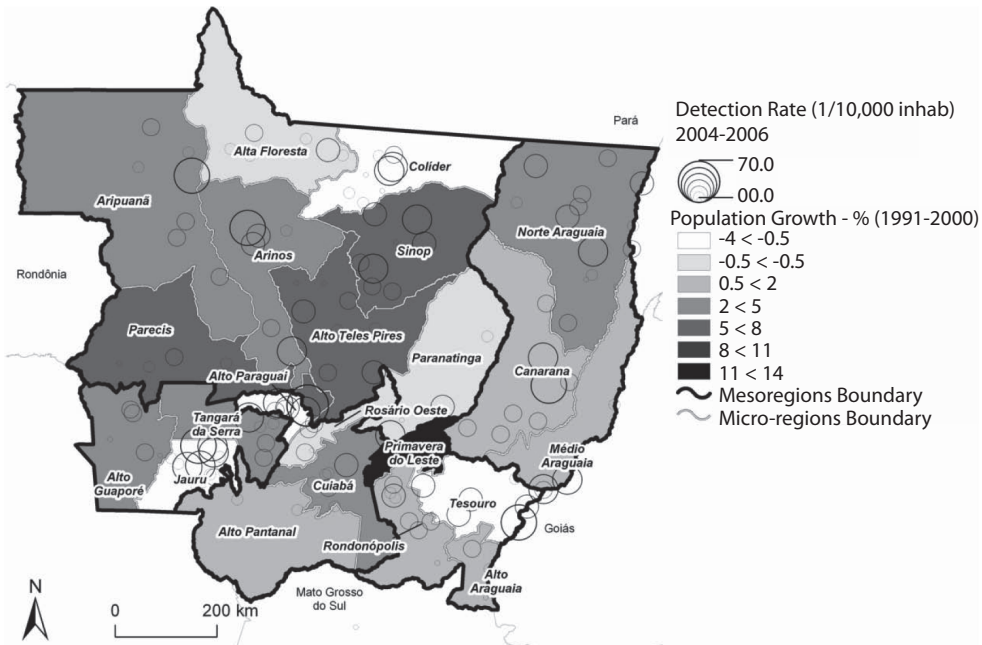 Detection Rate (1/10,000 inhab)
2004-2006
70.0
00.0
Population Growth - % (1991-2000)
-4 < -0.5
-0.5 < -0.5
0.5 < 2
2 < 5
5 < 8
8 < 11
11 < 14
Mesoregions Boundary
Micro-regions Boundary
Pará
Alta Floresta
Colíder
Aripuanã
Norte Araguaia
Sinop
Arinos
Rondônia
Parecis
Alto Teles Pires
Paranatinga
Canarana
Alto Paraguai
Rosário Oeste
Tangará
da Serra
Primavera
do Leste
Médio
Araguaia
Jauru
Alto
Guaporé
Cuiabá
Tesouro
Goiás
Alto Pantanal
Rondonópolis
Alto
Araguaia
Mato Grosso
do Sul
N
0 200 km